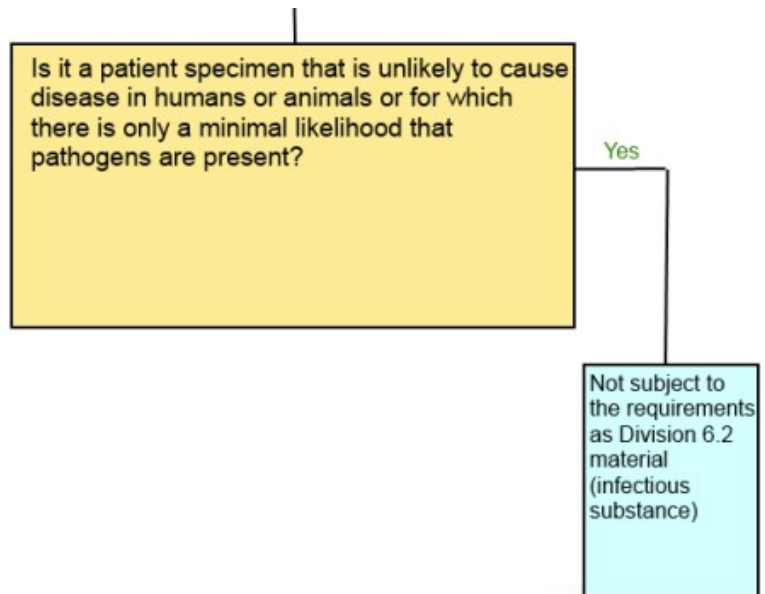 Is it a patient specimen that is unlikely to cause
disease in humans or animals or for which
there is only a minimal likelihood that
pathogens are present?
Yes
Not subject to
the requirements
as Division 6.2
material
(infectious
substance)